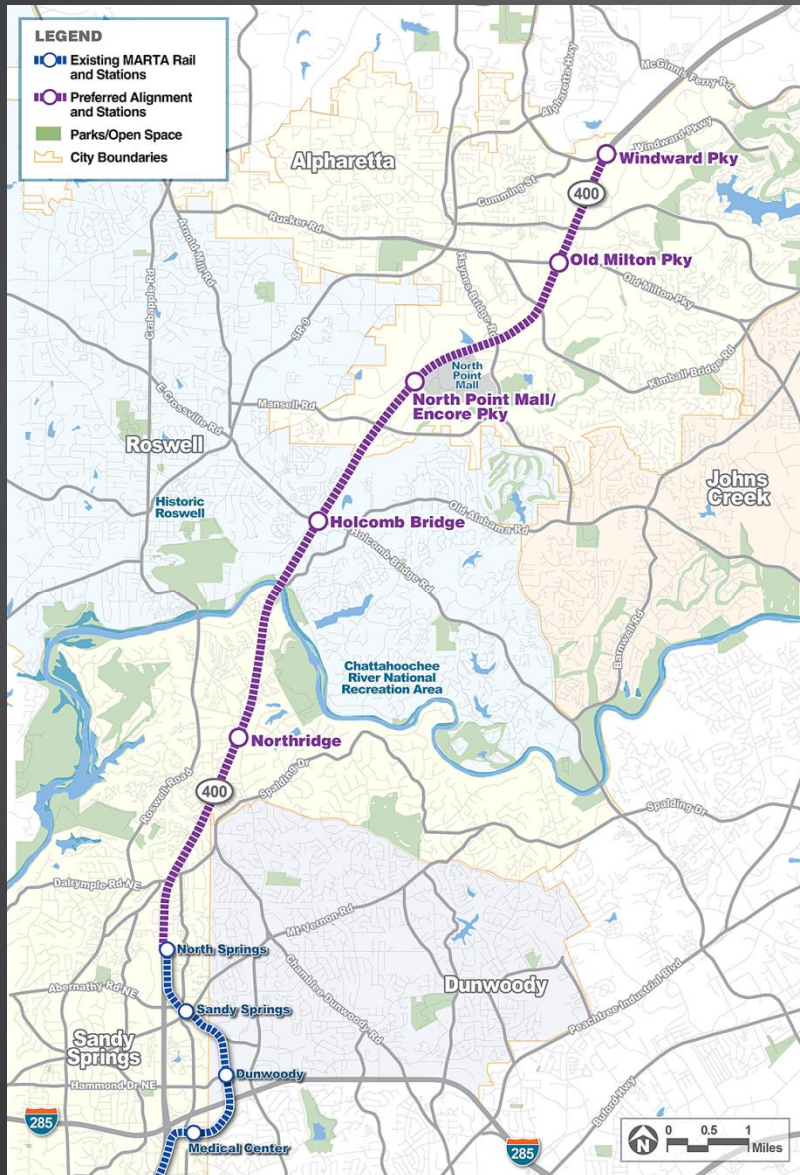 LEGEND
Existing MARTA Rail
and Stations
Preferred Alignment
and Stations
Parks/Open Space
City Boundaries
McGinnis Ferry Rd
Alpharetta Hwy
Windward Pkwy
Windward Pky
Alpharetta
Cumming St
400
Rucker Rd
Arnold Mill Rd
Old Milton Pky
Haynes Bridge Rd
Old Milton Pky
Crabapple Rd
SR-9
North
Point
Mall
Kimball Bridge Rd
North Point Mall/
Encore Pky
E Crossville Rd
Mansell Rd
Roswell
Johns
Creek
Historic
Roswell
Holcomb Bridge
Old Alabama Rd
Holcomb Bridge Rd
Barnwell Rd
Chattahoochee
River National
Recreation Area
Northridge
Roswell Road
400
Spalding Dr
Spalding Dr
Dalrymple Rd NE
Mt Vernon Rd
North Springs
Chamblee Dunwoody Rd
Abernathy Rd NE
Dunwoody
Sandy Springs
Peachtree Industrial Blvd
Sandy
Springs
Dunwoody
Hammond Dr NE
Buford Hwy
285
Medical Center
285
N
0 0.5 1
Miles